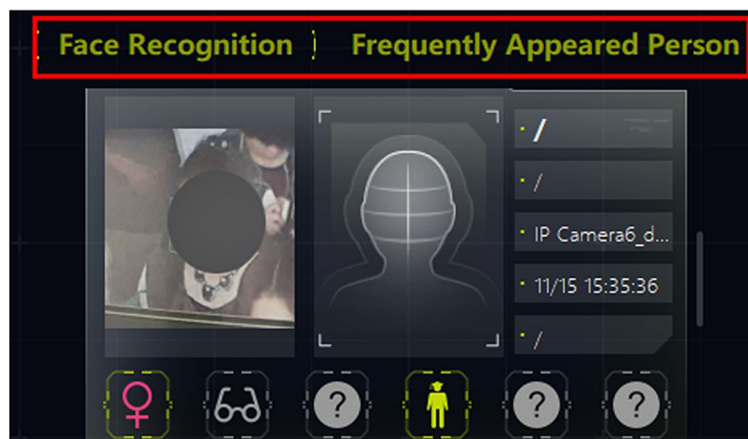 Face Recognition Frequently Appeared Person
/
/
IP Camera6_d...
11/15 15:35:36
/
? ? ?